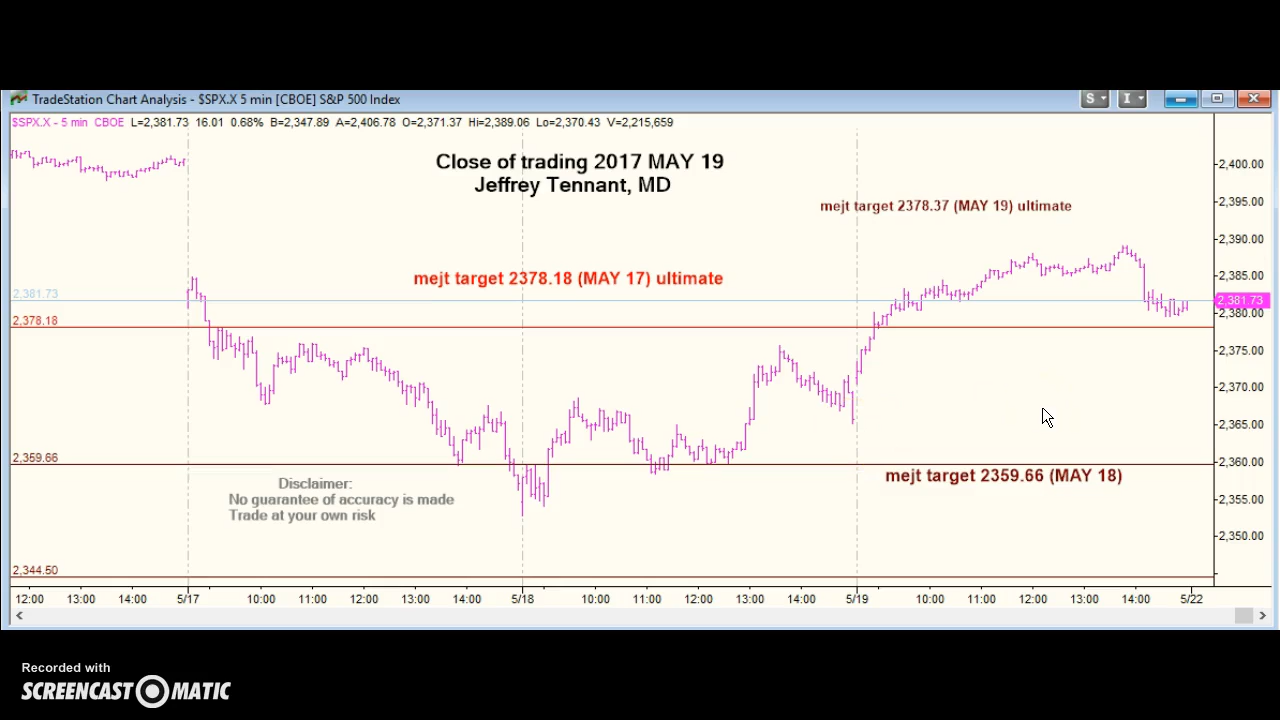 TradeStation Chart Analysis - $SPX.X 5 min [CBOE] S&P 500 Index
S I
$SPX.X - 5 min CBOE L=2,381.73 16.01 0.68% B=2,347.89 A=2,406.78 O=2,371.37 Hi=2,389.06 Lo=2,370.43 V=2,215,659
Close of trading 2017 MAY 19
Jeffrey Tennant, MD
mejt target 2378.37 (MAY 19) ultimate
mejt target 2378.18 (MAY 17) ultimate
2,381.73
2,378.18
2,359.66
mejt target 2359.66 (MAY 18)
Disclaimer:
No guarantee of accuracy is made
Trade at your own risk
2,344.50
2,400.00
2,395.00
2,390.00
2,385.00
2,381.73
2,380.00
2,375.00
2,370.00
2,365.00
2,360.00
2,355.00
2,350.00
12:00 13:00 14:00 5/17 10:00 11:00 12:00 13:00 14:00 5/18 10:00 11:00 12:00 13:00 14:00 5/19 10:00 11:00 12:00 13:00 14:00 5/22
Recorded with
SCREENCAST MATIC